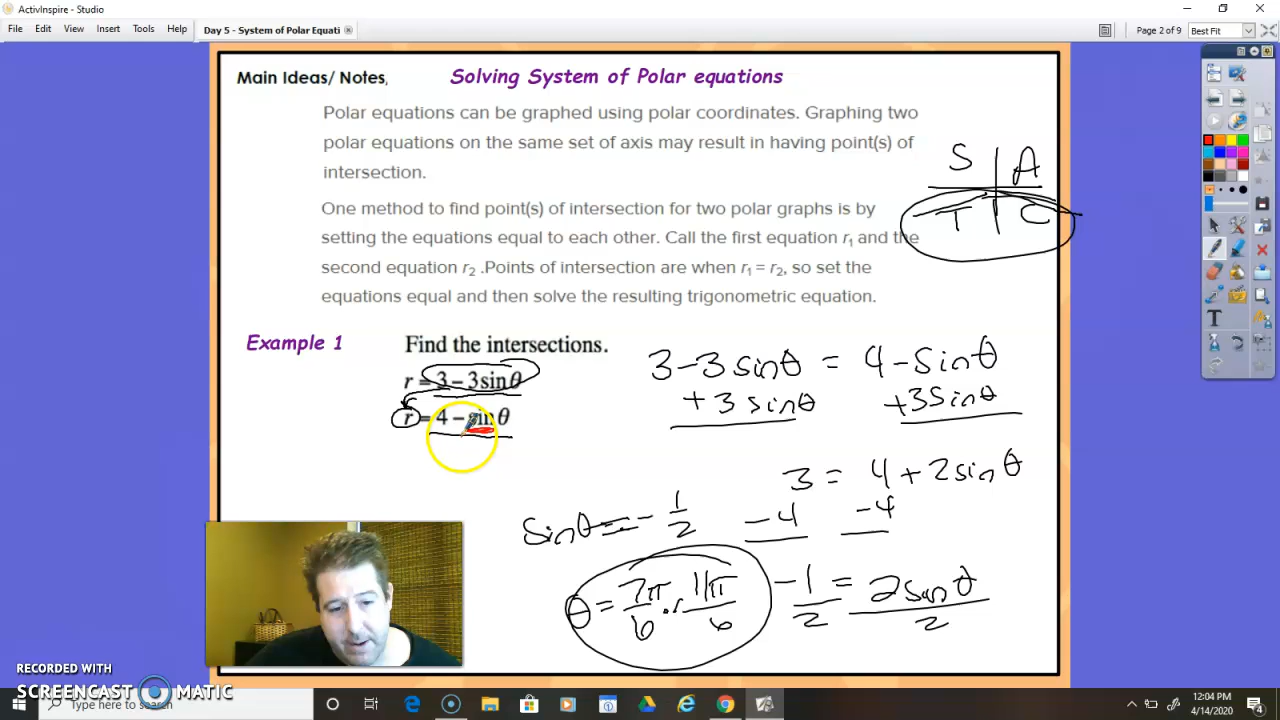 ActivInspire - Studio
File Edit View Insert Tools Help
Day 5 - System of Polar Equati
Page 2 of 9
Best Fit
Main Ideas/ Notes,
Solving System of Polar equations
Polar equations can be graphed using polar coordinates. Graphing two
polar equations on the same set of axis may result in having point(s) of
intersection.
S A
T C
One method to find point(s) of intersection for two polar graphs is by
setting the equations equal to each other. Call the first equation r₁ and the
second equation r₂ .Points of intersection are when r₁ = r₂, so set the
equations equal and then solve the resulting trigonometric equation.
Example 1
Find the intersections.
r = 3 – 3sinθ
r = 4 – sinθ
3-3sinθ = 4-sinθ
+3sinθ +3sinθ
3 = 4+2sinθ
-4 -4
sinθ = -1/2
-1/2 = 2sinθ/2
θ = 7π/6, 11π/6
RECORDED WITH
SCREENCAST MATIC
Type here to search
12:04 PM
4/14/2020
4